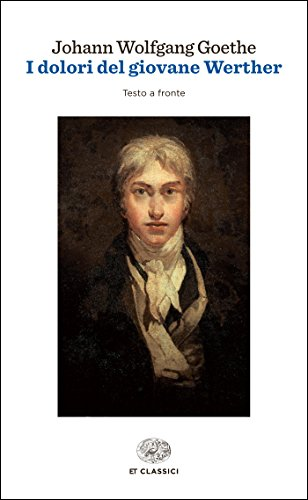 Johann Wolfgang Goethe
I dolori del giovane Werther
Testo a fronte
ET CLASSICI